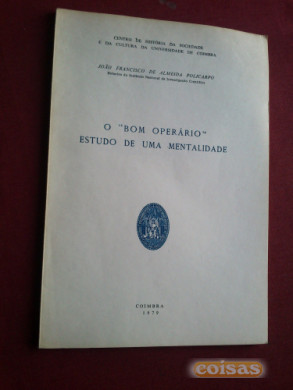 CENTRO DE HISTÓRIA DA SOCIEDADE
E DA CULTURA DA UNIVERSIDADE DE COIMBRA
JOÃO FRANCISCO DE ALMEIDA POLICARPO
O "BOM OPERÁRIO"
ESTUDO DE UMA MENTALIDADE
COIMBRA
1979
coisas